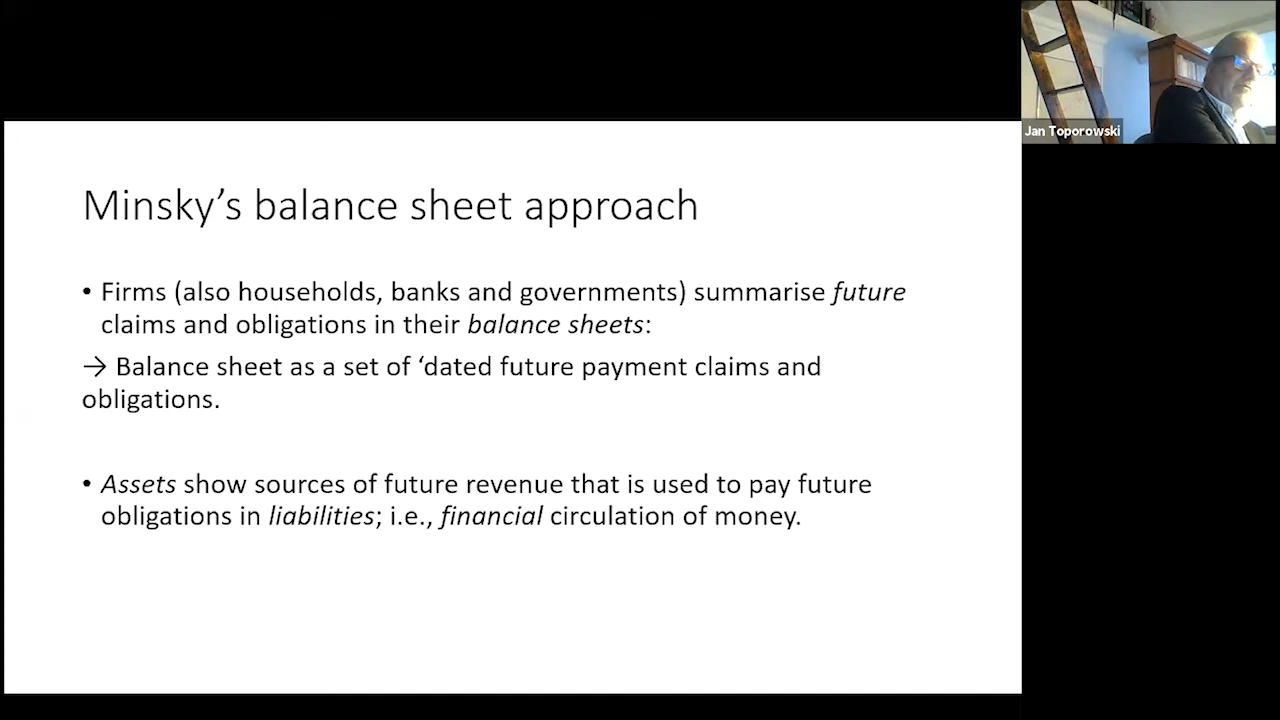 Jan Toporowski
Minsky’s balance sheet approach
• Firms (also households, banks and governments) summarise future
claims and obligations in their balance sheets:
→ Balance sheet as a set of ‘dated future payment claims and
obligations.
• Assets show sources of future revenue that is used to pay future
obligations in liabilities; i.e., financial circulation of money.